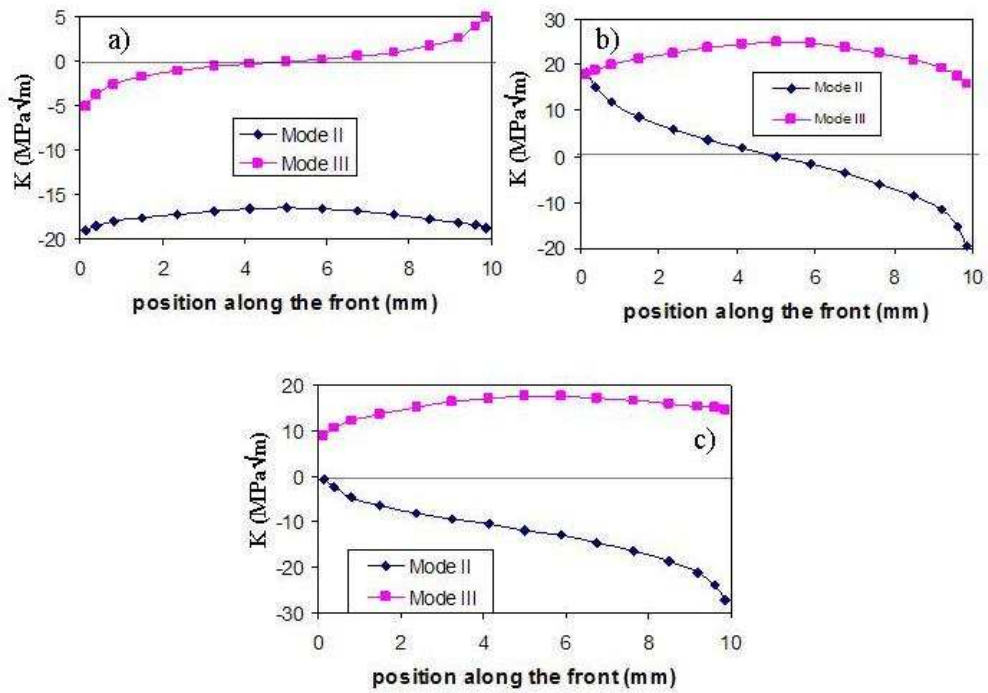 a)
K (MPa√m)
5
0
-5
-10
-15
-20
Mode II
Mode III
0 2 4 6 8 10
position along the front (mm)
b)
K (MPa√m)
30
20
10
0
-10
-20
Mode II
Mode III
0 2 4 6 8 10
position along the front (mm)
c)
K (MPa√m)
20
10
0
-10
-20
-30
Mode II
Mode III
0 2 4 6 8 10
position along the front (mm)